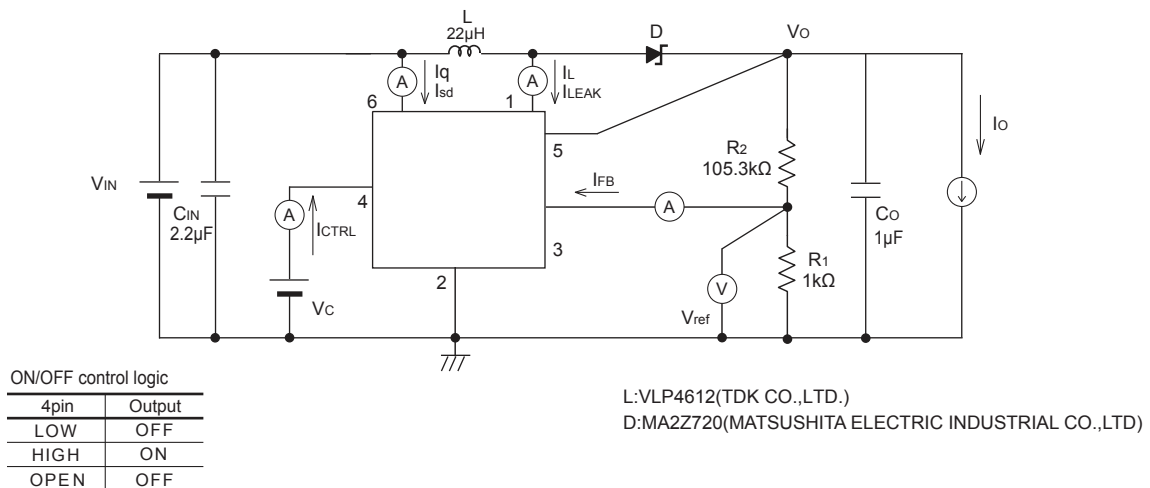 L
22µH
D
VO
A
Iq
Isd
A
IL
ILEAK
6
1
5
IO
R2
105.3kΩ
VIN
IFB
A
CIN
2.2µF
A
ICTRL
4
CO
1µF
3
R1
1kΩ
2
VC
V
Vref
ON/OFF control logic
4pin Output
LOW OFF
HIGH ON
OPEN OFF
L:VLP4612(TDK CO.,LTD.)
D:MA2Z720(MATSUSHITA ELECTRIC INDUSTRIAL CO.,LTD)